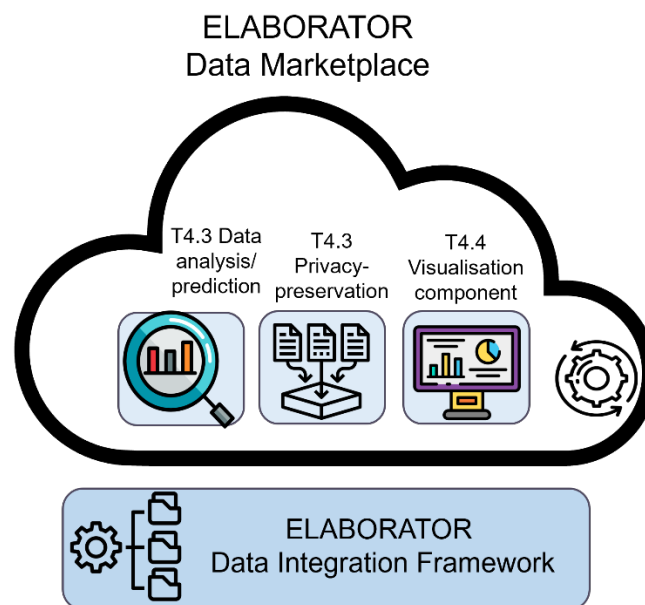 ELABORATOR
Data Marketplace
T4.3 Data
analysis/
prediction
T4.3
Privacy-
preservation
T4.4
Visualisation
component
ELABORATOR
Data Integration Framework